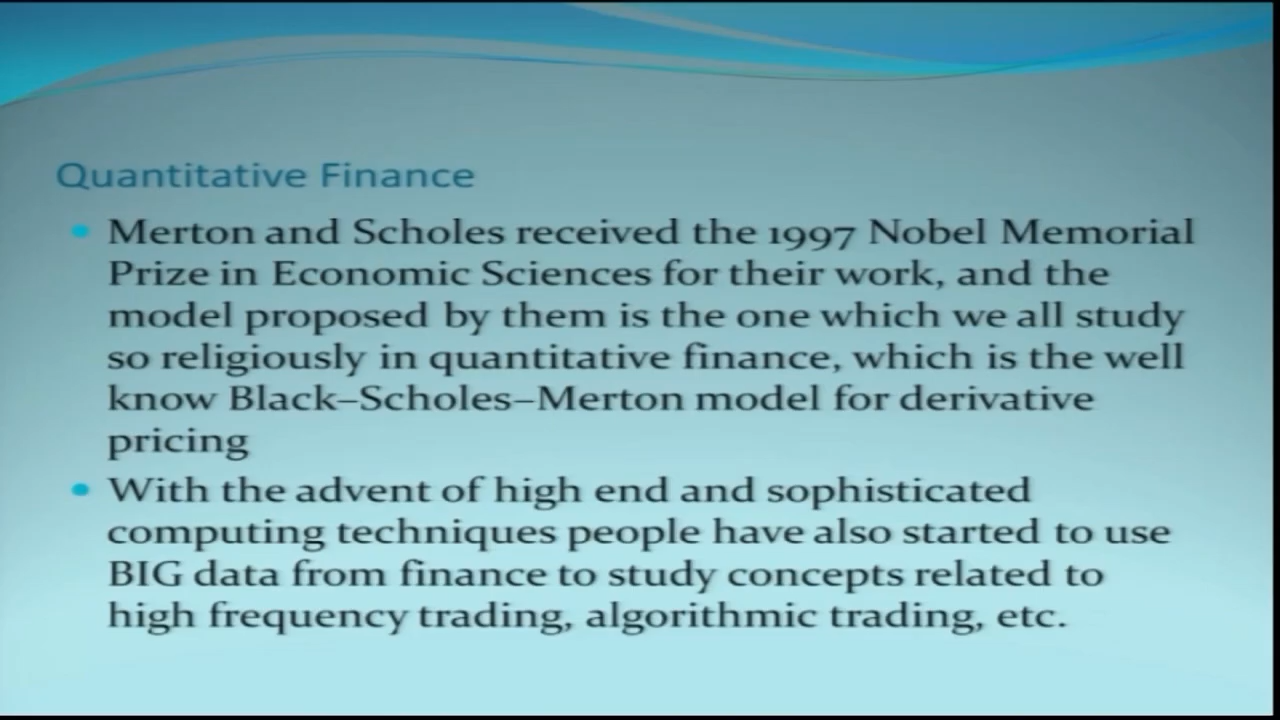 Quantitative Finance
Merton and Scholes received the 1997 Nobel Memorial
Prize in Economic Sciences for their work, and the
model proposed by them is the one which we all study
so religiously in quantitative finance, which is the well
know Black–Scholes–Merton model for derivative
pricing
With the advent of high end and sophisticated
computing techniques people have also started to use
BIG data from finance to study concepts related to
high frequency trading, algorithmic trading, etc.